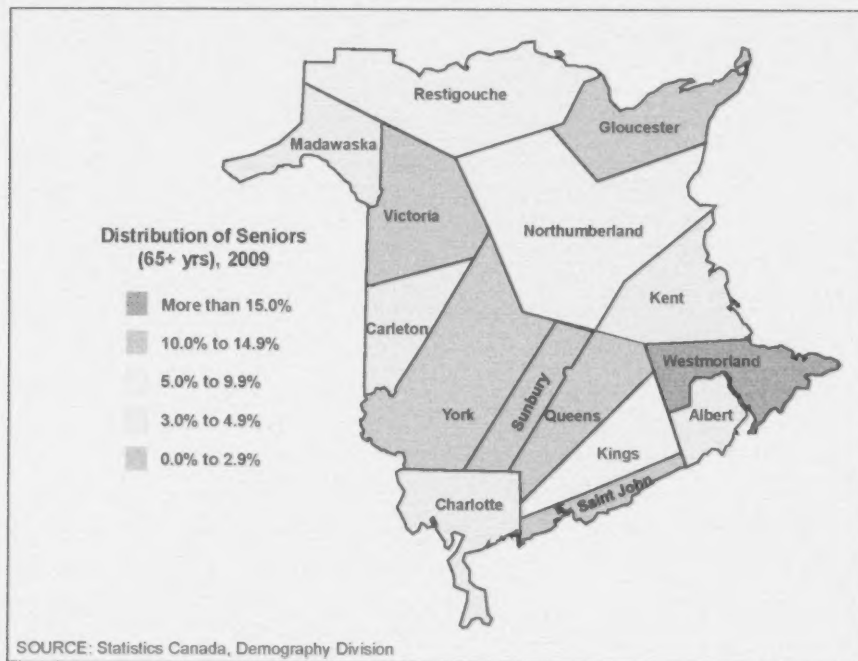 Restigouche
Gloucester
Madawaska
Victoria
Northumberland
Distribution of Seniors
(65+ yrs), 2009
More than 15.0%
10.0% to 14.9%
5.0% to 9.9%
3.0% to 4.9%
0.0% to 2.9%
Kent
Carleton
Westmorland
Sunbury
York
Queens
Albert
Kings
Saint John
Charlotte
SOURCE: Statistics Canada, Demography Division